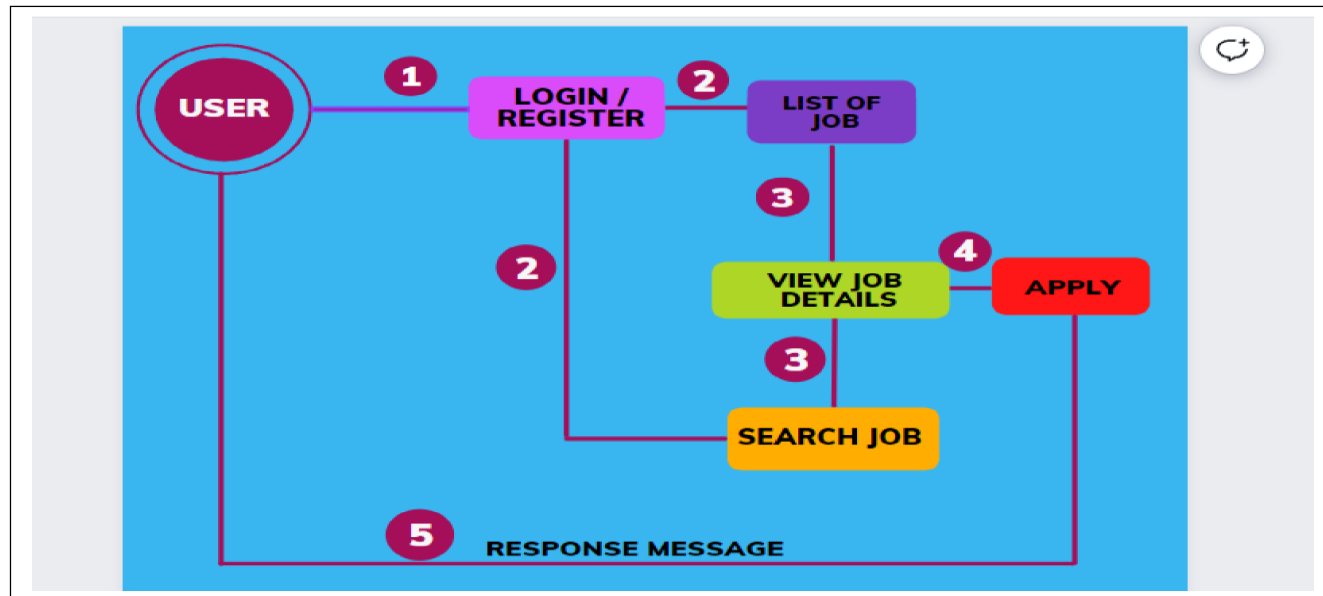 1
2
USER
LOGIN /
REGISTER
LIST OF
JOB
3
2
4
VIEW JOB
DETAILS
APPLY
3
SEARCH JOB
5
RESPONSE MESSAGE